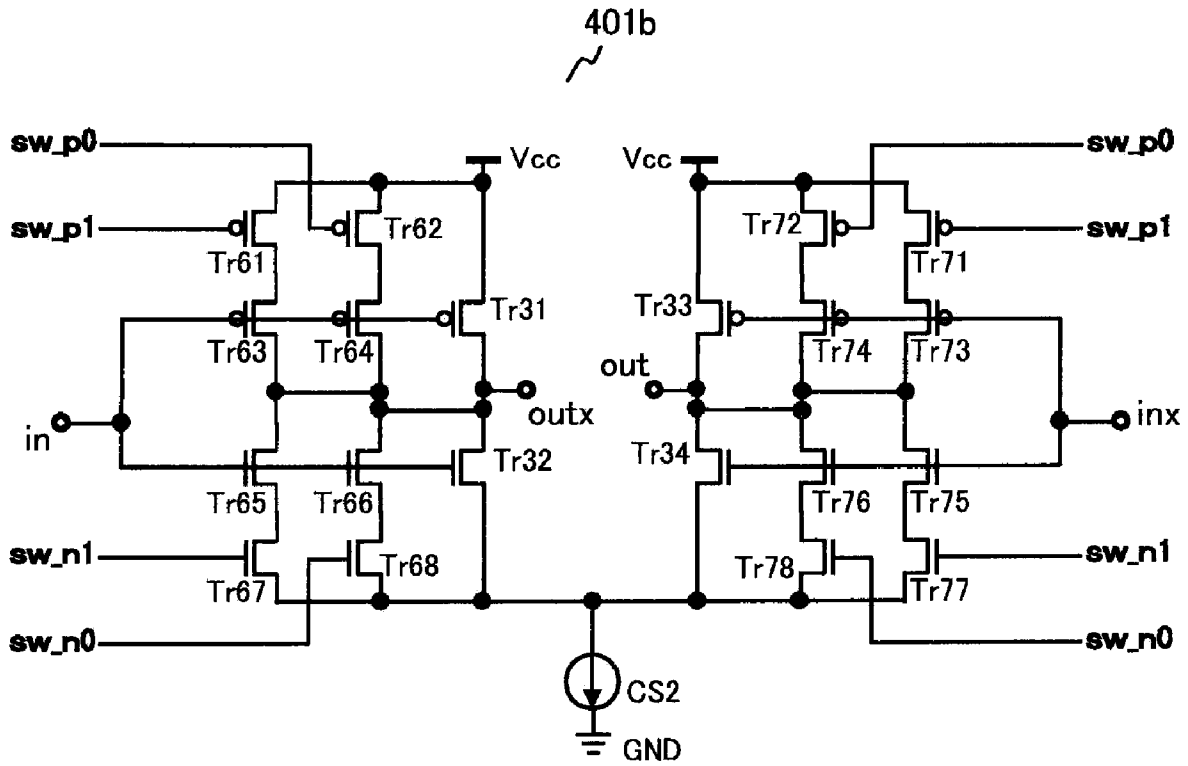 401b
sw_p0
Vcc
Vcc
sw_p0
sw_p1
Tr62
Tr72
sw_p1
Tr61
Tr71
Tr31
Tr33
Tr63
Tr64
Tr74
Tr73
out
outx
in
inx
Tr32
Tr34
Tr65
Tr66
Tr76
Tr75
sw_n1
Tr68
Tr78
sw_n1
Tr67
Tr77
sw_n0
sw_n0
CS2
GND